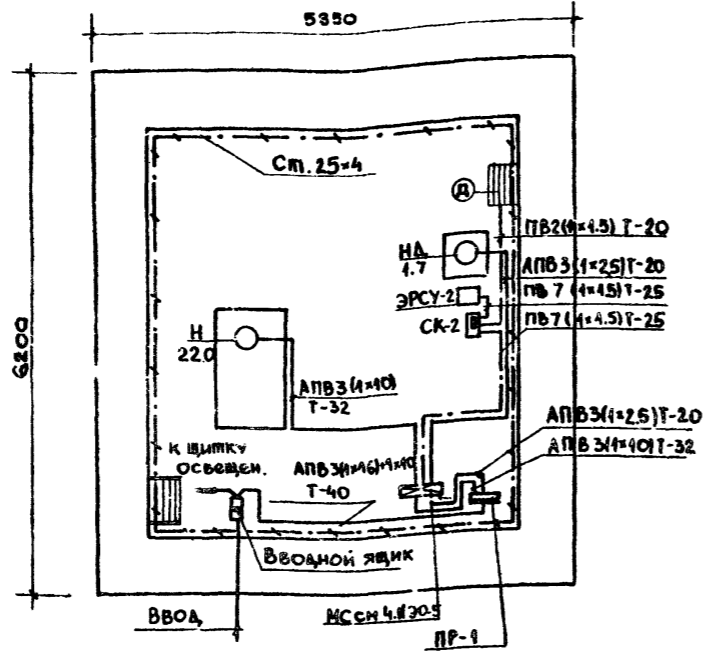 5350
6200
Ст. 25×4
Д
ПВ2(1×1.5) Т-20
НД
1.7
АПВ3(1×25)Т-20
ЭРСУ-2
ПВ7(1×1.5)Т-25
СК-2
ПВ7(1×1.5)Т-25
Н
22.0
АПВ3(1×10)
Т-32
АПВ3(1×2.5)Т-20
АПВ3(1×10)Т-32
К ЩИТКУ
ОСВЕЩЕН.
АПВ3(1×16)+1×10
Т-40
ВВОДНОЙ ЯЩИК
ВВОД
ПР-1